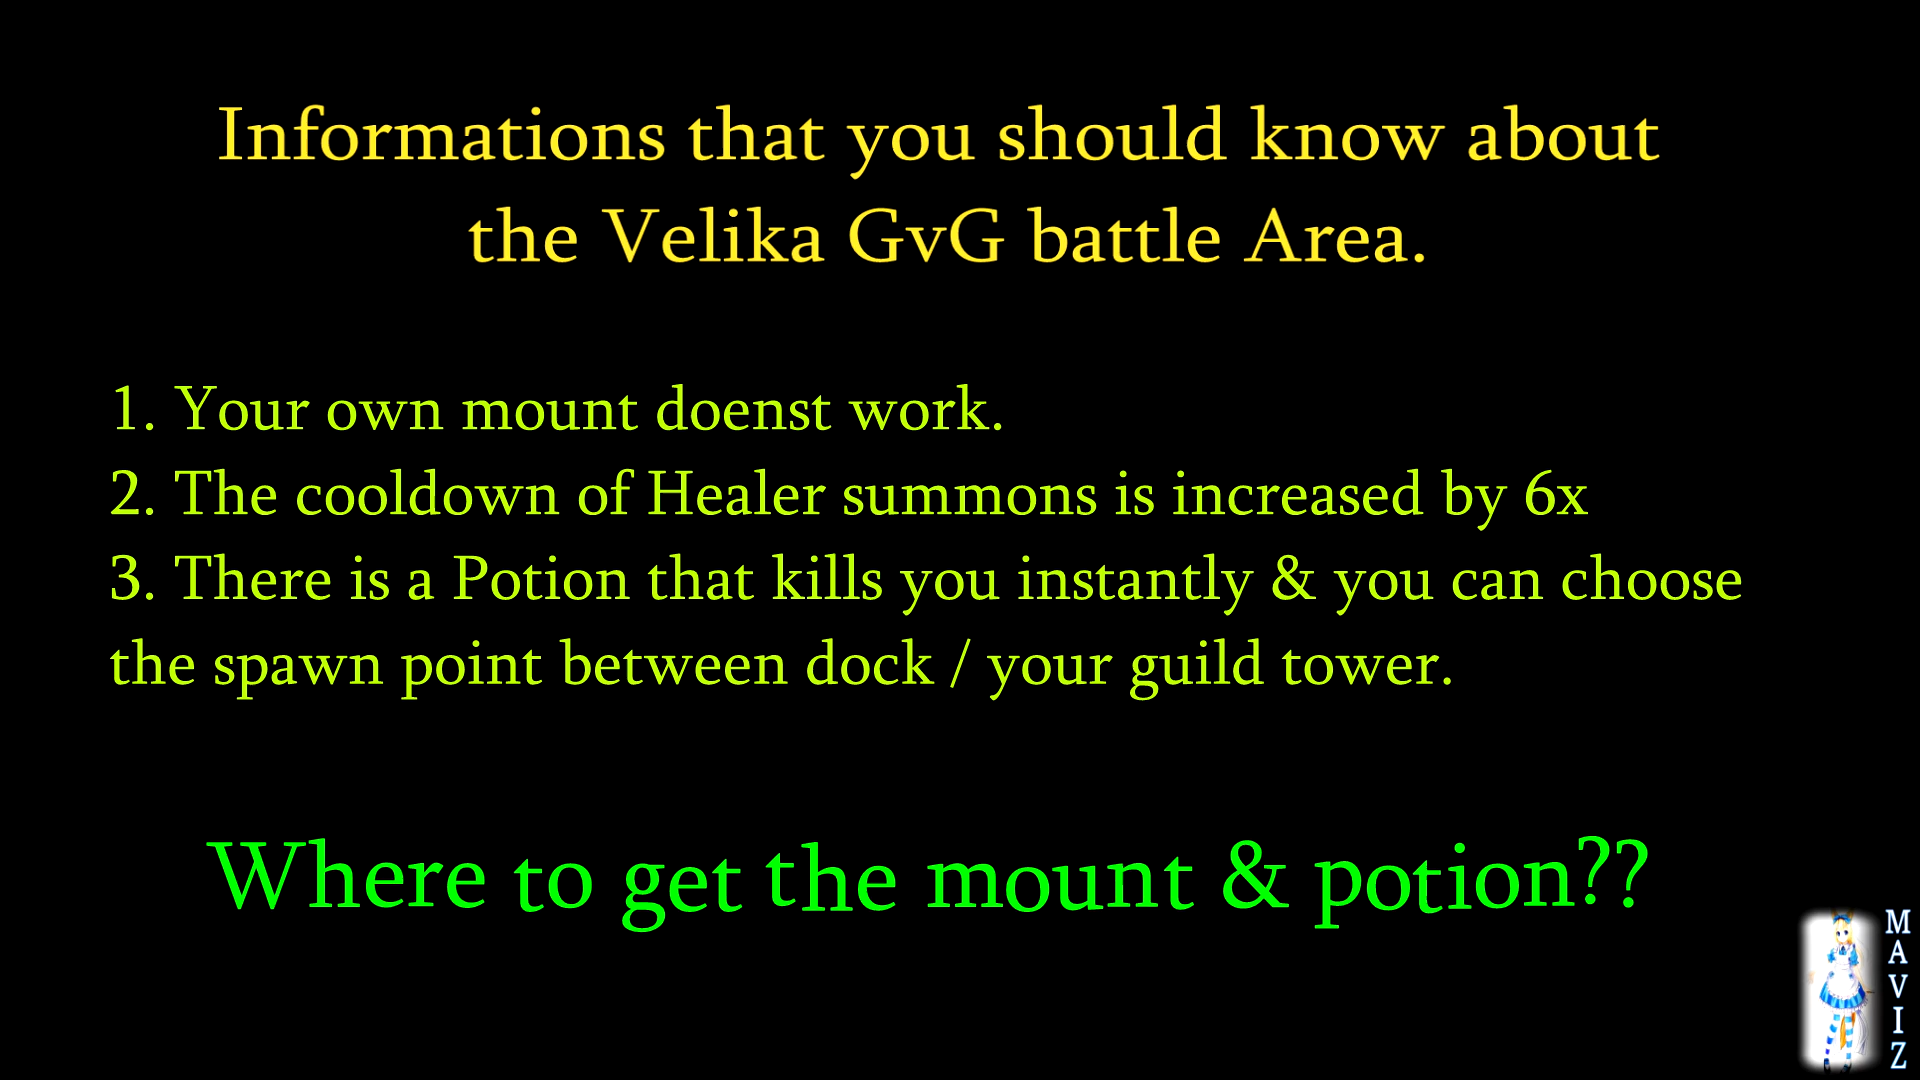 Informations that you should know about
the Velika GvG battle Area.
1. Your own mount doenst work.
2. The cooldown of Healer summons is increased by 6x
3. There is a Potion that kills you instantly & you can choose
the spawn point between dock / your guild tower.
Where to get the mount & potion??
MAVIZ